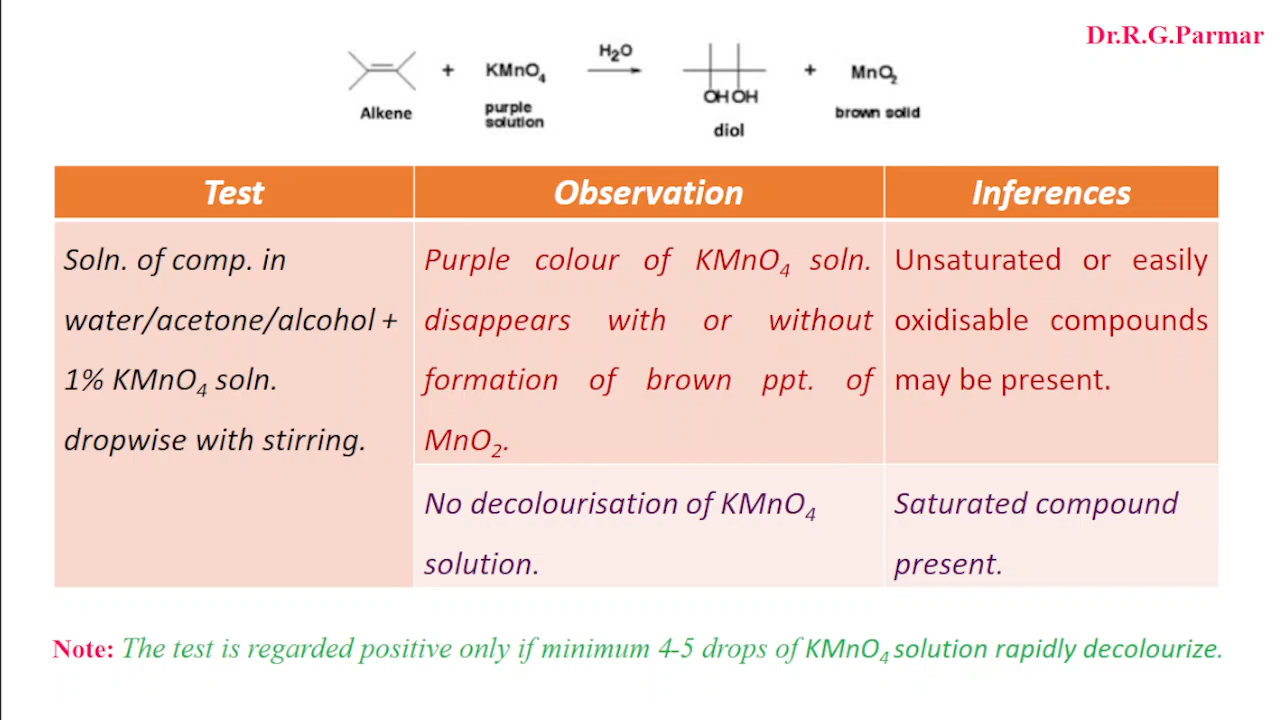 Dr.R.G.Parmar
H2O
+ KMnO4 + MnO2
OH OH
Alkene purple solution diol brown solid
Test Observation Inferences
Soln. of comp. in
water/acetone/alcohol +
1% KMnO4 soln.
dropwise with stirring.
Purple colour of KMnO4 soln.
disappears with or without
formation of brown ppt. of
MnO2.
Unsaturated or easily
oxidisable compounds
may be present.
No decolourisation of KMnO4
solution.
Saturated compound
present.
Note: The test is regarded positive only if minimum 4-5 drops of KMnO4 solution rapidly decolourize.